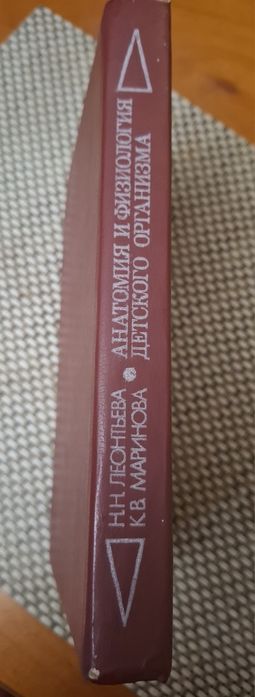 Н.Н. ЛЕОНТЬЕВА
К.В. МАРИНОВА
АНАТОМИЯ И ФИЗИОЛОГИЯ
ДЕТСКОГО ОРГАНИЗМА